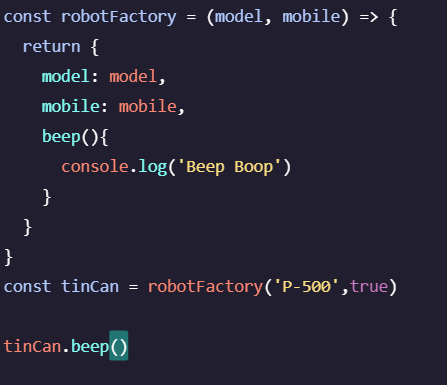 const robotFactory = (model, mobile) => {
  return {
    model: model,
    mobile: mobile,
    beep(){
      console.log('Beep Boop')
    }
  }
}
const tinCan = robotFactory('P-500',true)

tinCan.beep()